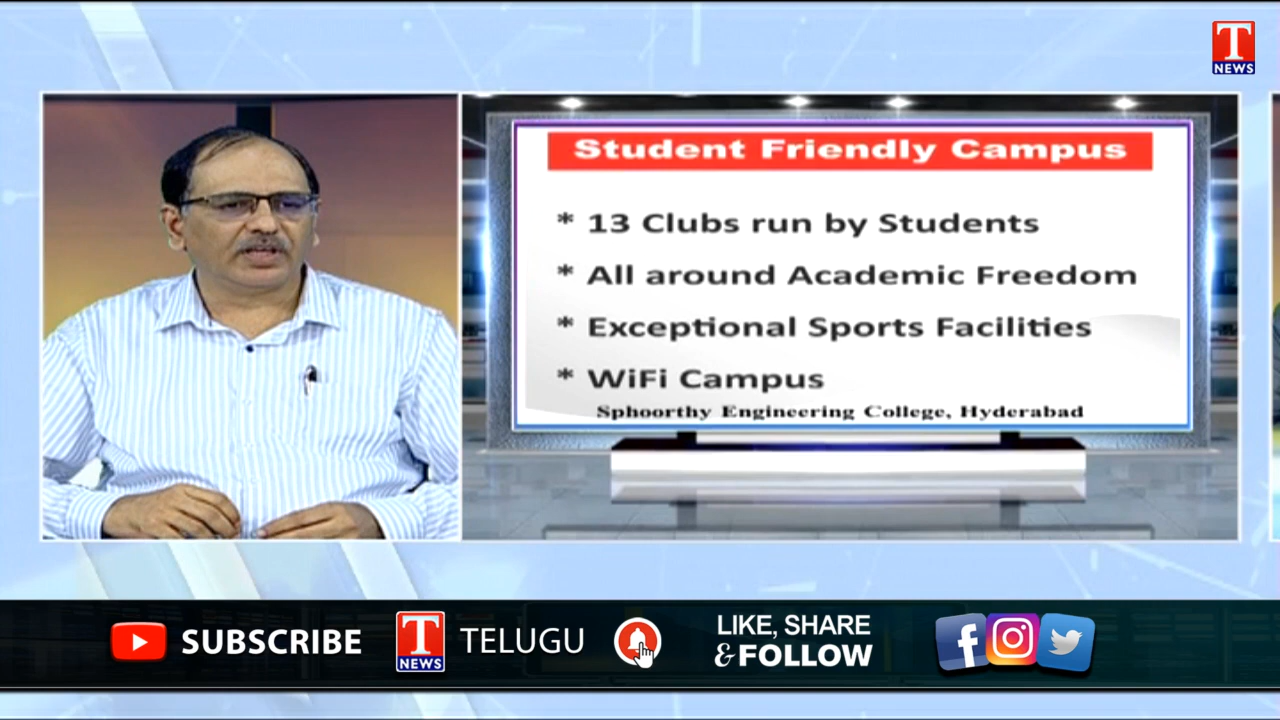 T
NEWS
Student Friendly Campus
* 13 Clubs run by Students
* All around Academic Freedom
* Exceptional Sports Facilities
* WiFi Campus
Sphoorthy Engineering College, Hyderabad
SUBSCRIBE
T
NEWS
TELUGU
LIKE, SHARE
& FOLLOW